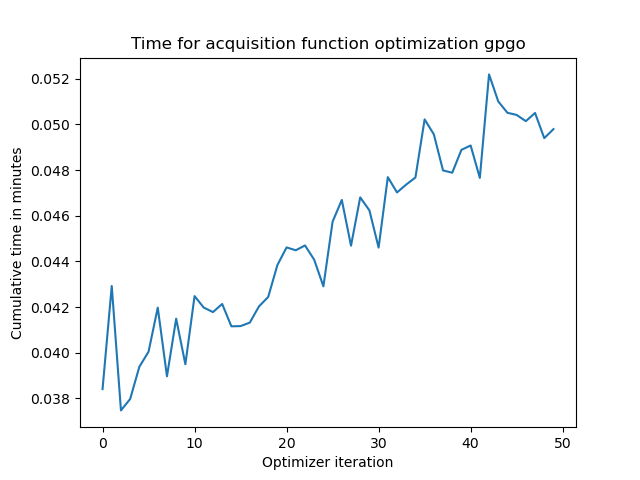 Time for acquisition function optimization gpgo
0.052
0.050
0.048
0.046
0.044
0.042
0.040
0.038
Cumulative time in minutes
0 10 20 30 40 50
Optimizer iteration